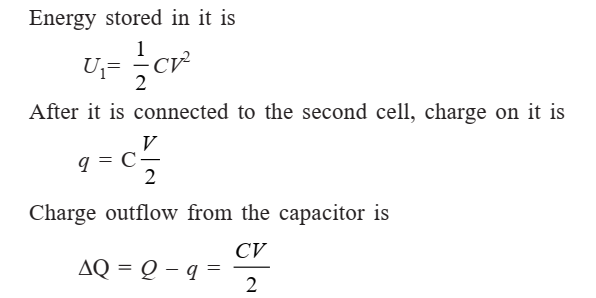 Energy stored in it is
U₁= 1/2 CV²
After it is connected to the second cell, charge on it is
q = C V/2
Charge outflow from the capacitor is
ΔQ = Q – q = CV/2